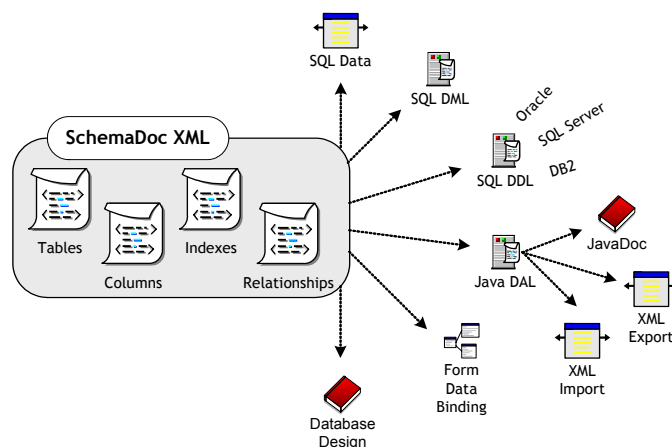 SQL Data
SQL DML
Oracle
SQL Server
DB2
SQL DDL
SchemaDoc XML
Tables
Columns
Indexes
Relationships
Java DAL
JavaDoc
XML
Export
XML
Import
Form
Data
Binding
Database
Design